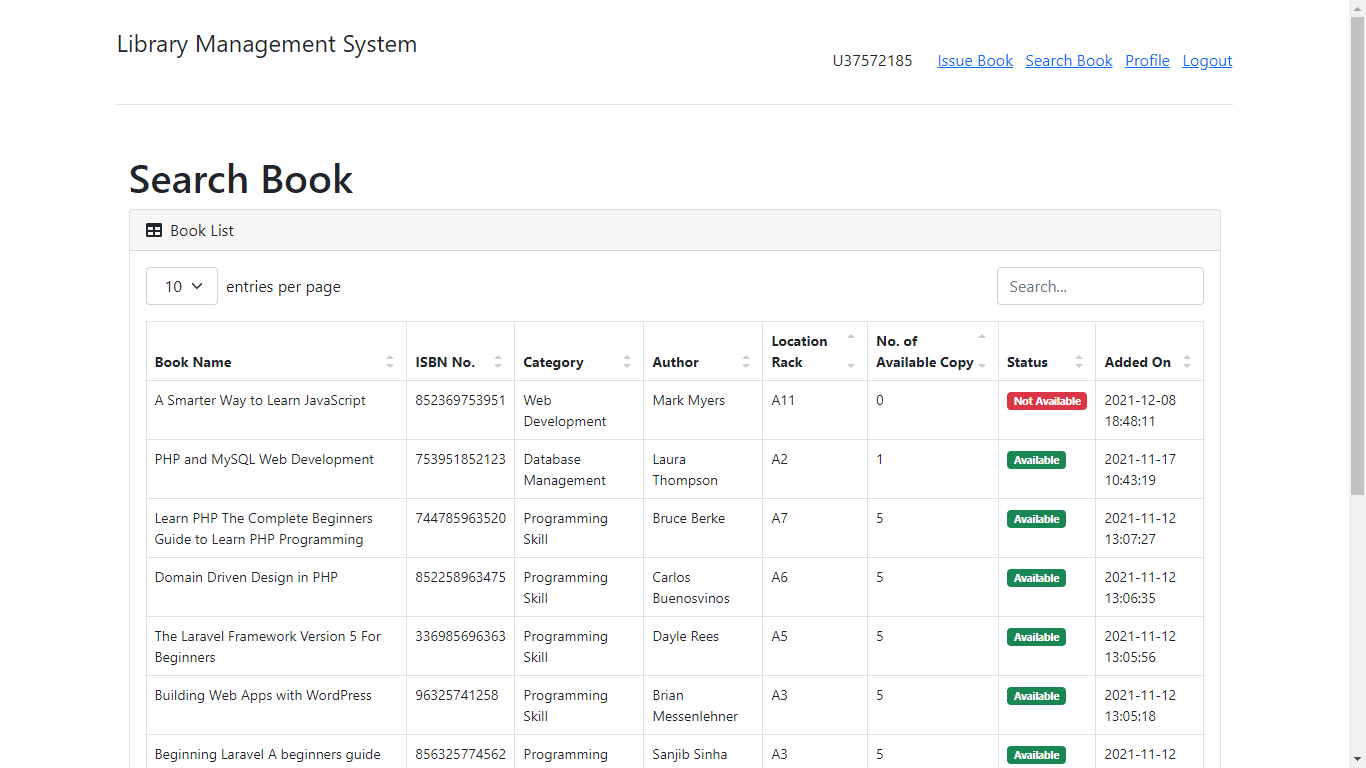 Library Management System
U37572185 Issue Book Search Book Profile Logout
Search Book
Book List
10 entries per page Search...
Book Name ISBN No. Category Author Location Rack No. of Available Copy Status Added On
A Smarter Way to Learn JavaScript 852369753951 Web Development Mark Myers A11 0 Not Available 2021-12-08 18:48:11
PHP and MySQL Web Development 753951852123 Database Management Laura Thompson A2 1 Available 2021-11-17 10:43:19
Learn PHP The Complete Beginners Guide to Learn PHP Programming 744785963520 Programming Skill Bruce Berke A7 5 Available 2021-11-12 13:07:27
Domain Driven Design in PHP 852258963475 Programming Skill Carlos Buenosvinos A6 5 Available 2021-11-12 13:06:35
The Laravel Framework Version 5 For Beginners 336985696363 Programming Skill Dayle Rees A5 5 Available 2021-11-12 13:05:56
Building Web Apps with WordPress 96325741258 Programming Skill Brian Messenlehner A3 5 Available 2021-11-12 13:05:18
Beginning Laravel A beginners guide 856325774562 Programming Sanjib Sinha A3 5 Available 2021-11-12